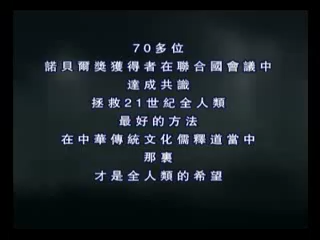 70多位
諾貝爾獎獲得者在聯合國會議中
達成共識
拯救21世紀全人類
最好的方法
在中華傳統文化儒釋道當中
那裏
才是全人類的希望